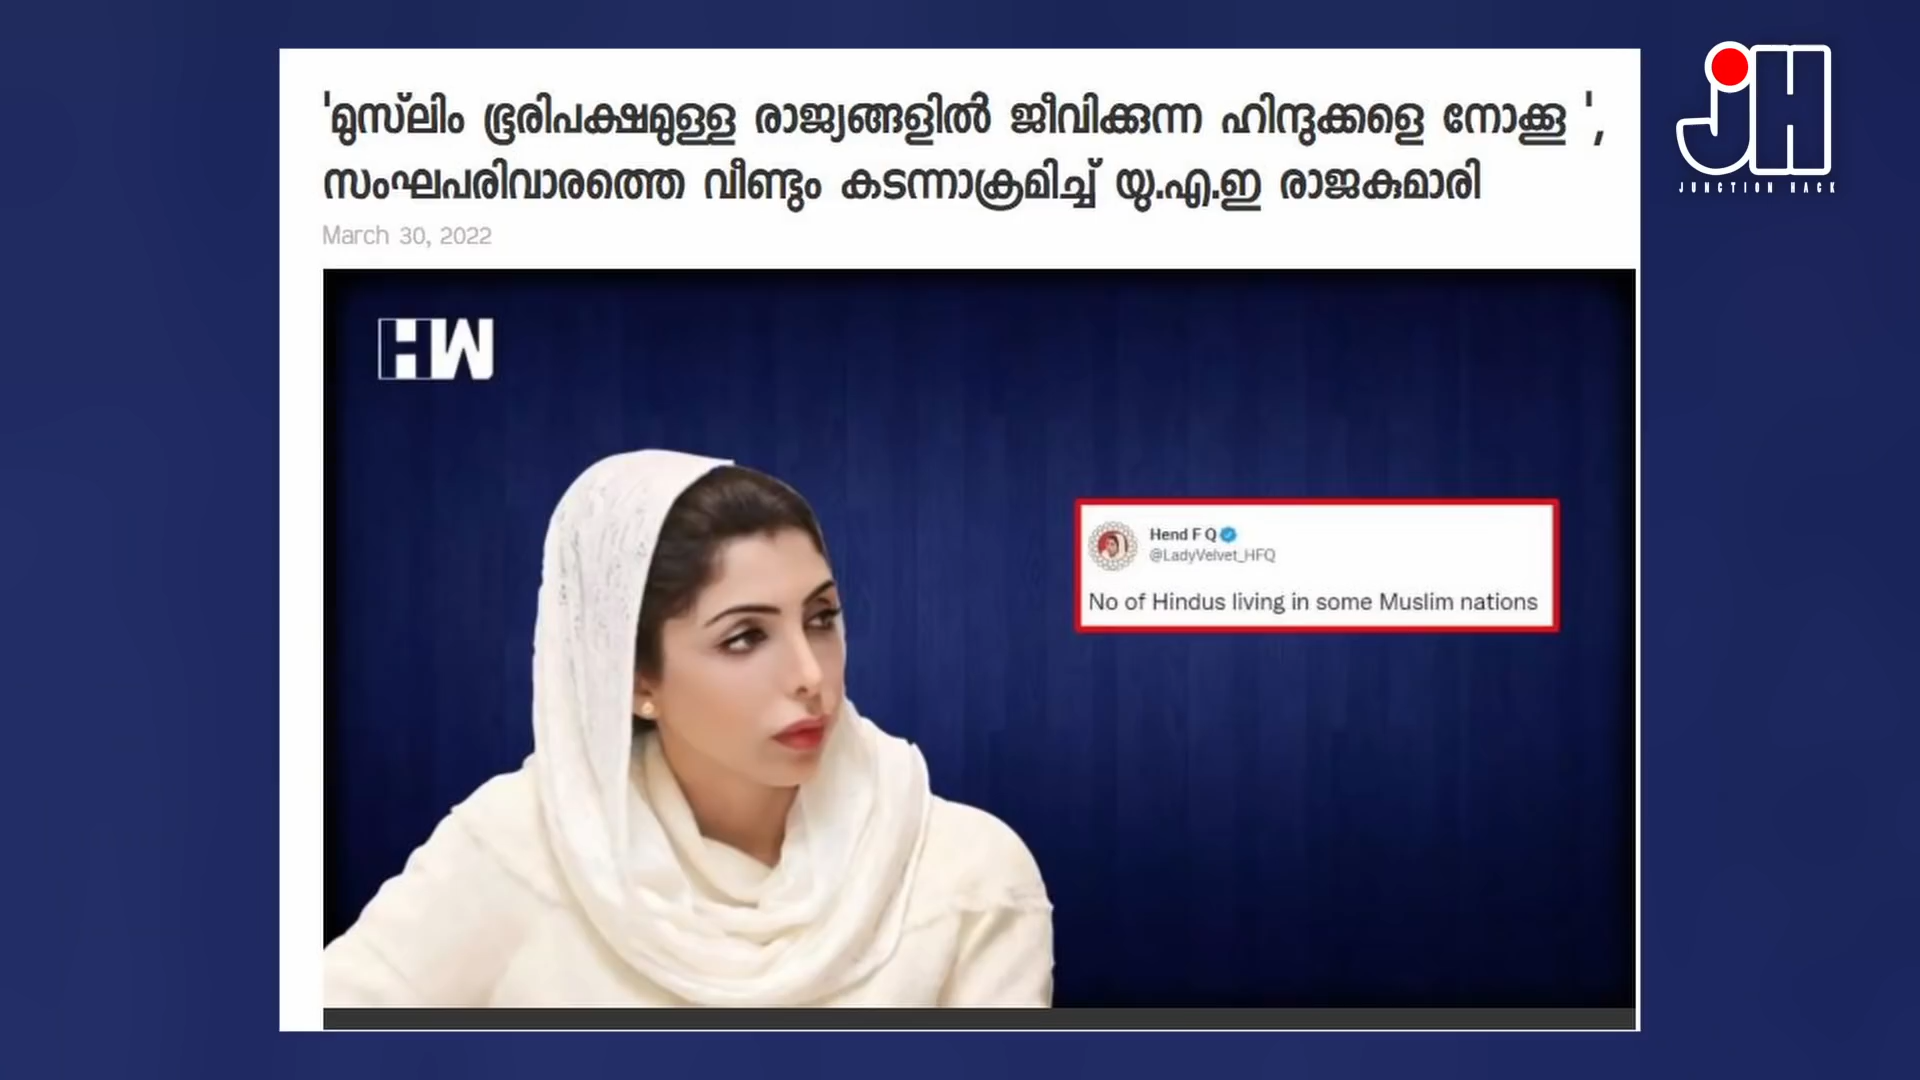 'മുസ്‌ലിം ഭൂരിപക്ഷമുള്ള രാജ്യങ്ങളിൽ ജീവിക്കുന്ന ഹിന്ദുക്കളെ നോക്കൂ ',
സംഘപരിവാരത്തെ വീണ്ടും കടന്നാക്രമിച്ച് യു.എ.ഇ രാജകുമാരി
March 30, 2022
HW
Hend F Q
@LadyVelvet_HFQ
No of Hindus living in some Muslim nations
JH
JUNCTION HACK